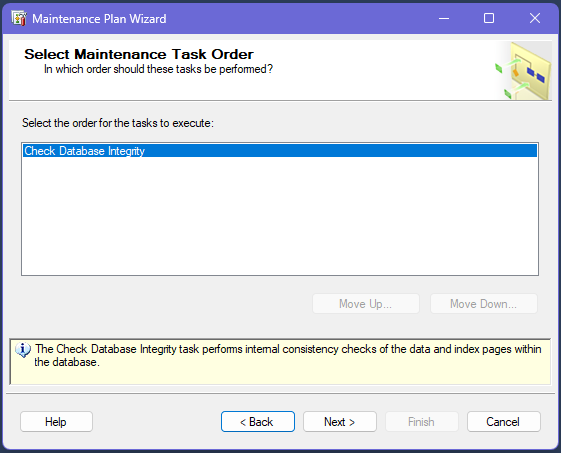 Maintenance Plan Wizard
Select Maintenance Task Order
In which order should these tasks be performed?
Select the order for the tasks to execute:
Check Database Integrity
Move Up...
Move Down...
The Check Database Integrity task performs internal consistency checks of the data and index pages within
the database.
Help
< Back
Next >
Finish
Cancel